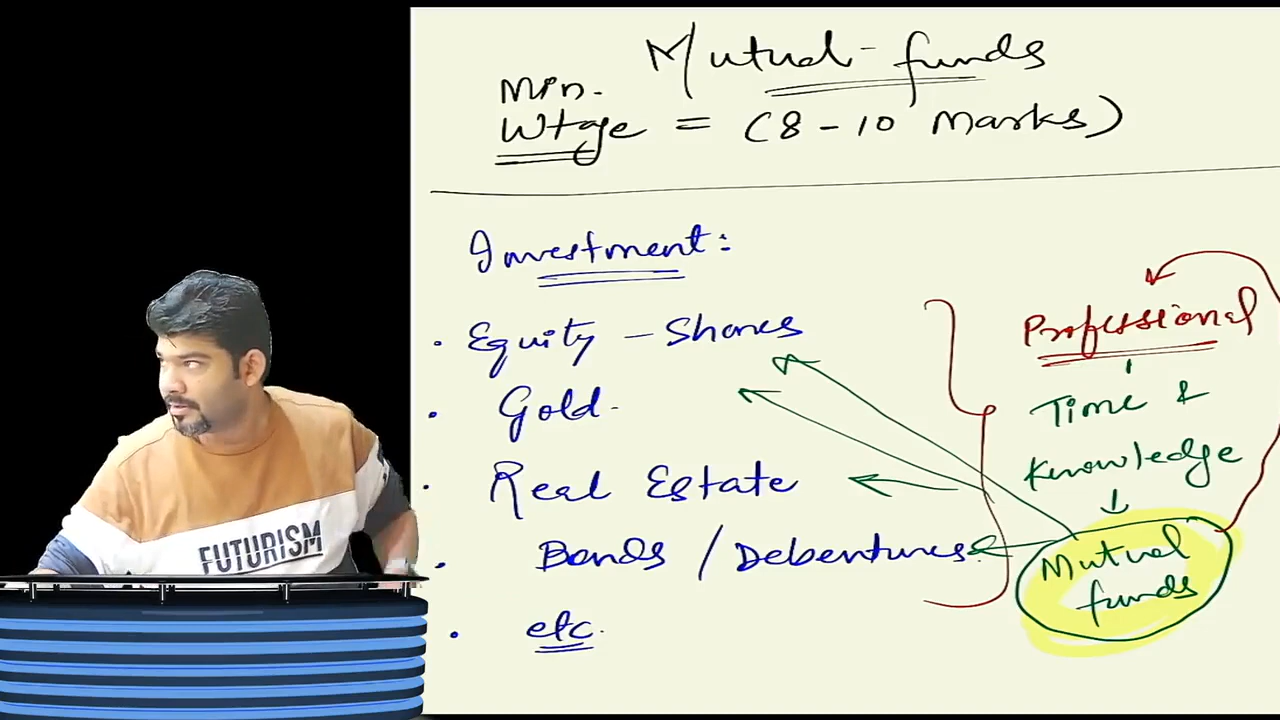 Mutual funds
Min.
Wtage = (8-10 Marks)
Investment:
• Equity - Shares
• Gold.
• Real Estate
• Bonds / Debentures.
• etc.
Professional
Time &
Knowledge
Mutual
funds
FUTURISM